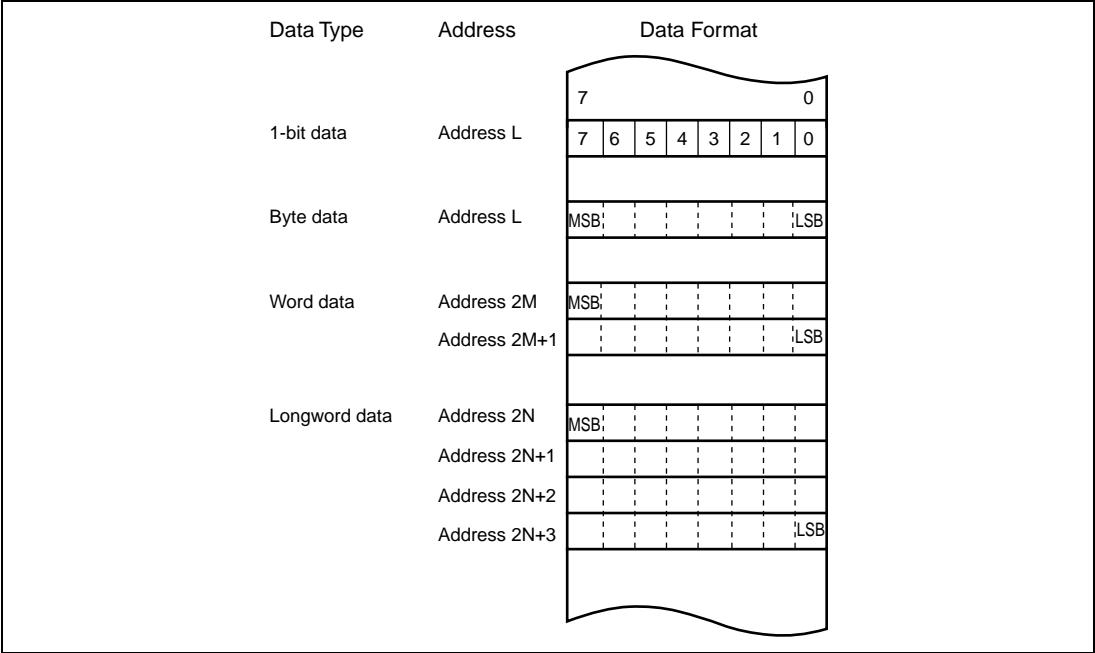 Data Type Address Data Format
7 0
1-bit data Address L 7 6 5 4 3 2 1 0
Byte data Address L MSB LSB
Word data Address 2M MSB
Address 2M+1 LSB
Longword data Address 2N MSB
Address 2N+1
Address 2N+2
Address 2N+3 LSB